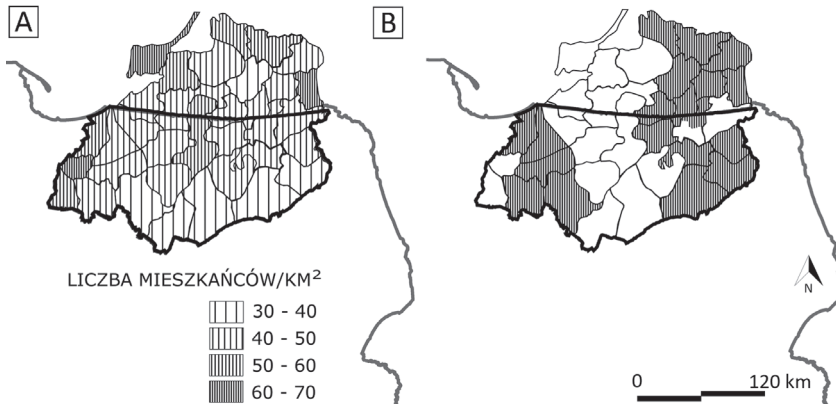 A
B
LICZBA MIESZKAŃCÓW/KM²
30 - 40
40 - 50
50 - 60
60 - 70
N
0 120 km